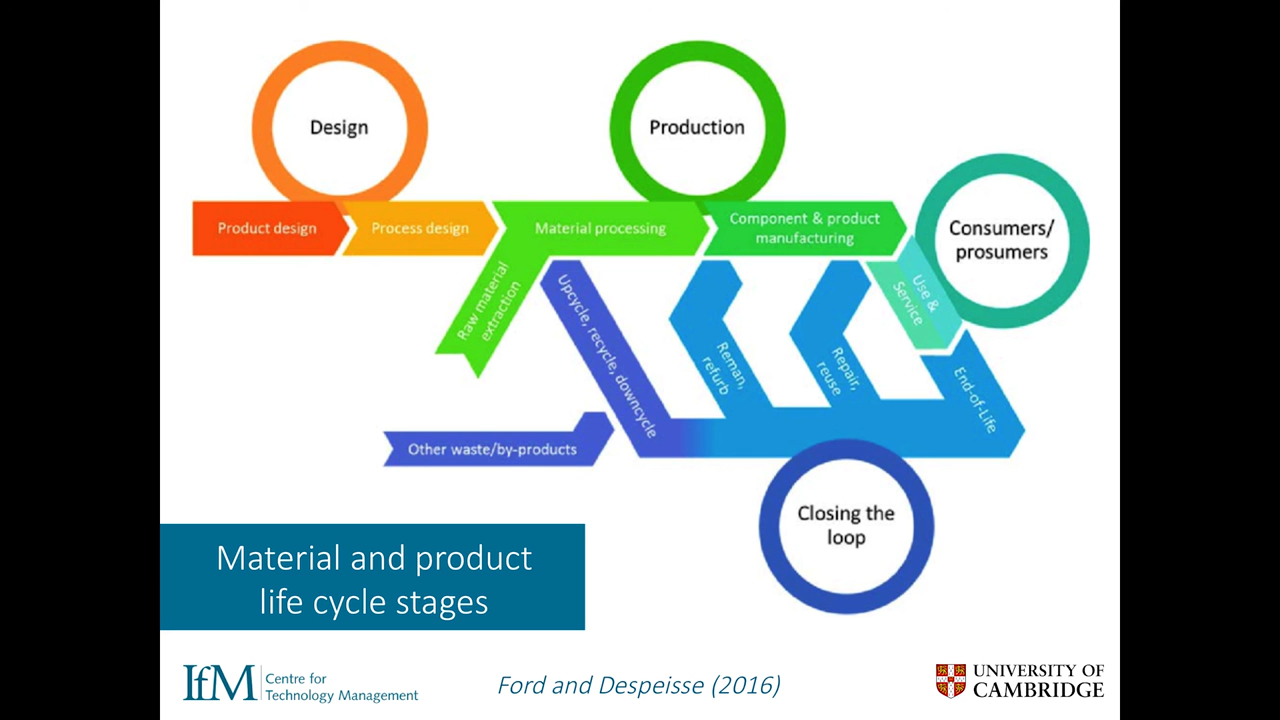 Design
Production
Consumers/
prosumers
Product design
Process design
Material processing
Component & product
manufacturing
Raw material
extraction
Upcycle, recycle, downcycle
Reman,
refurb
Repair,
reuse
Use &
Service
End-of-Life
Other waste/by-products
Closing the
loop
Material and product
life cycle stages
IfM
Centre for
Technology Management
Ford and Despeisse (2016)
UNIVERSITY OF
CAMBRIDGE